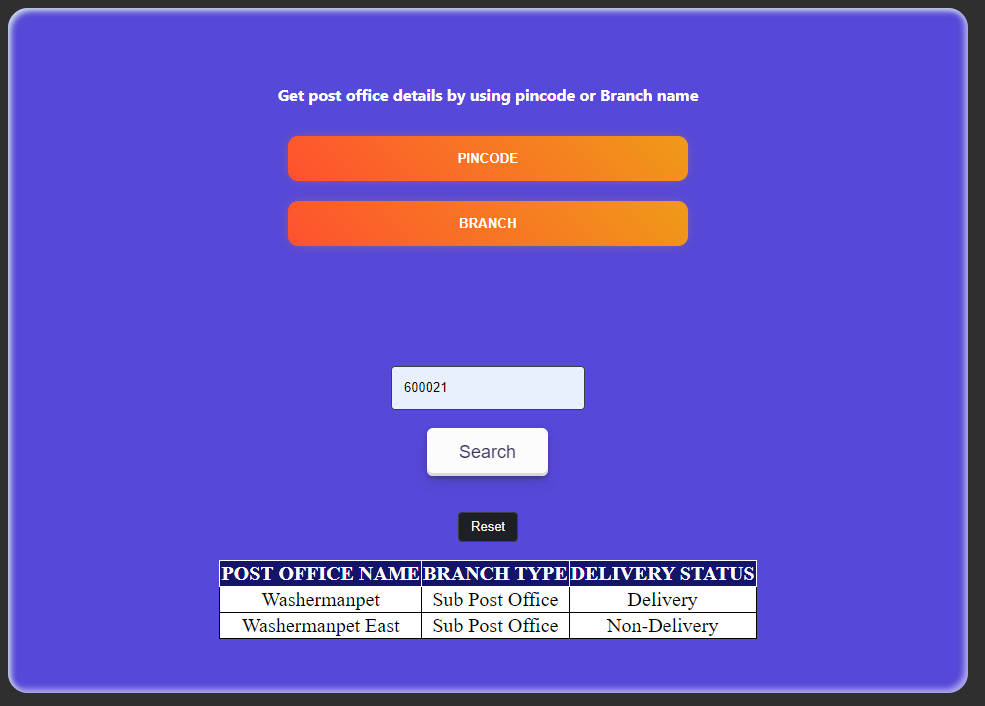 Get post office details by using pincode or Branch name
PINCODE
BRANCH
600021
Search
Reset
POST OFFICE NAME BRANCH TYPE DELIVERY STATUS
Washermanpet Sub Post Office Delivery
Washermanpet East Sub Post Office Non-Delivery